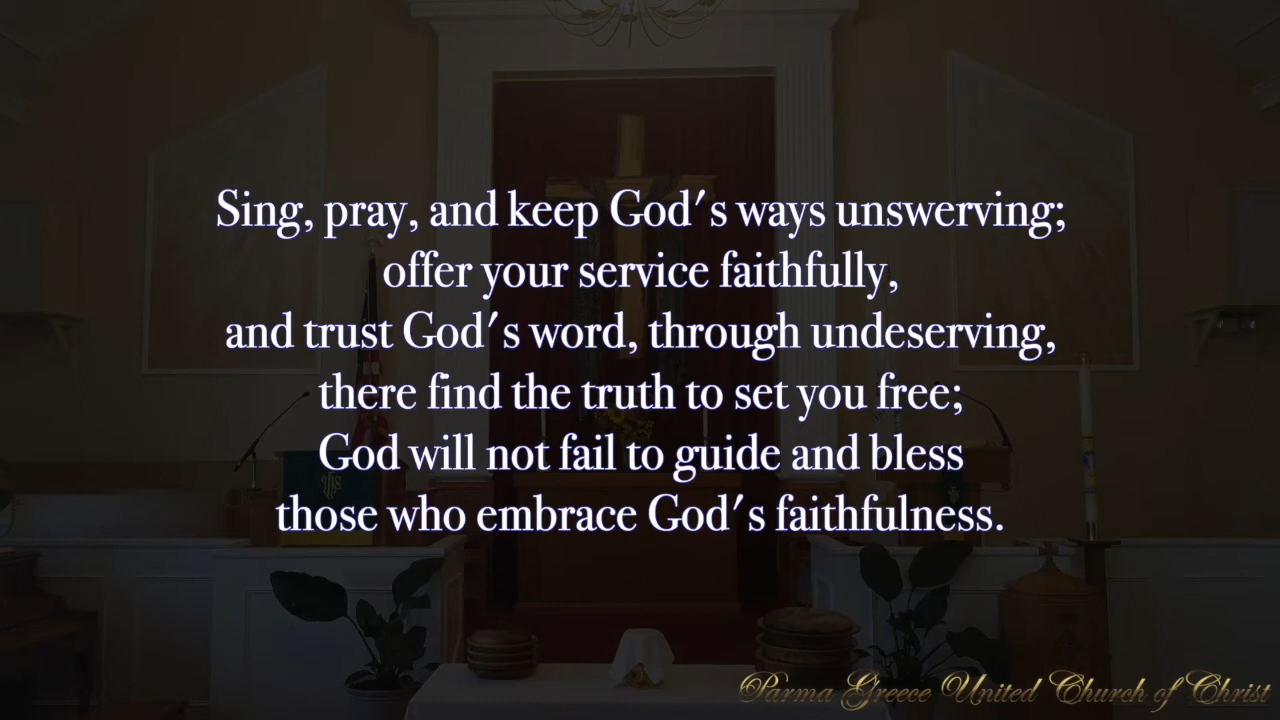 Sing, pray, and keep God's ways unswerving;
offer your service faithfully,
and trust God's word, through undeserving,
there find the truth to set you free;
God will not fail to guide and bless
those who embrace God's faithfulness.
Parma Greece United Church of Christ